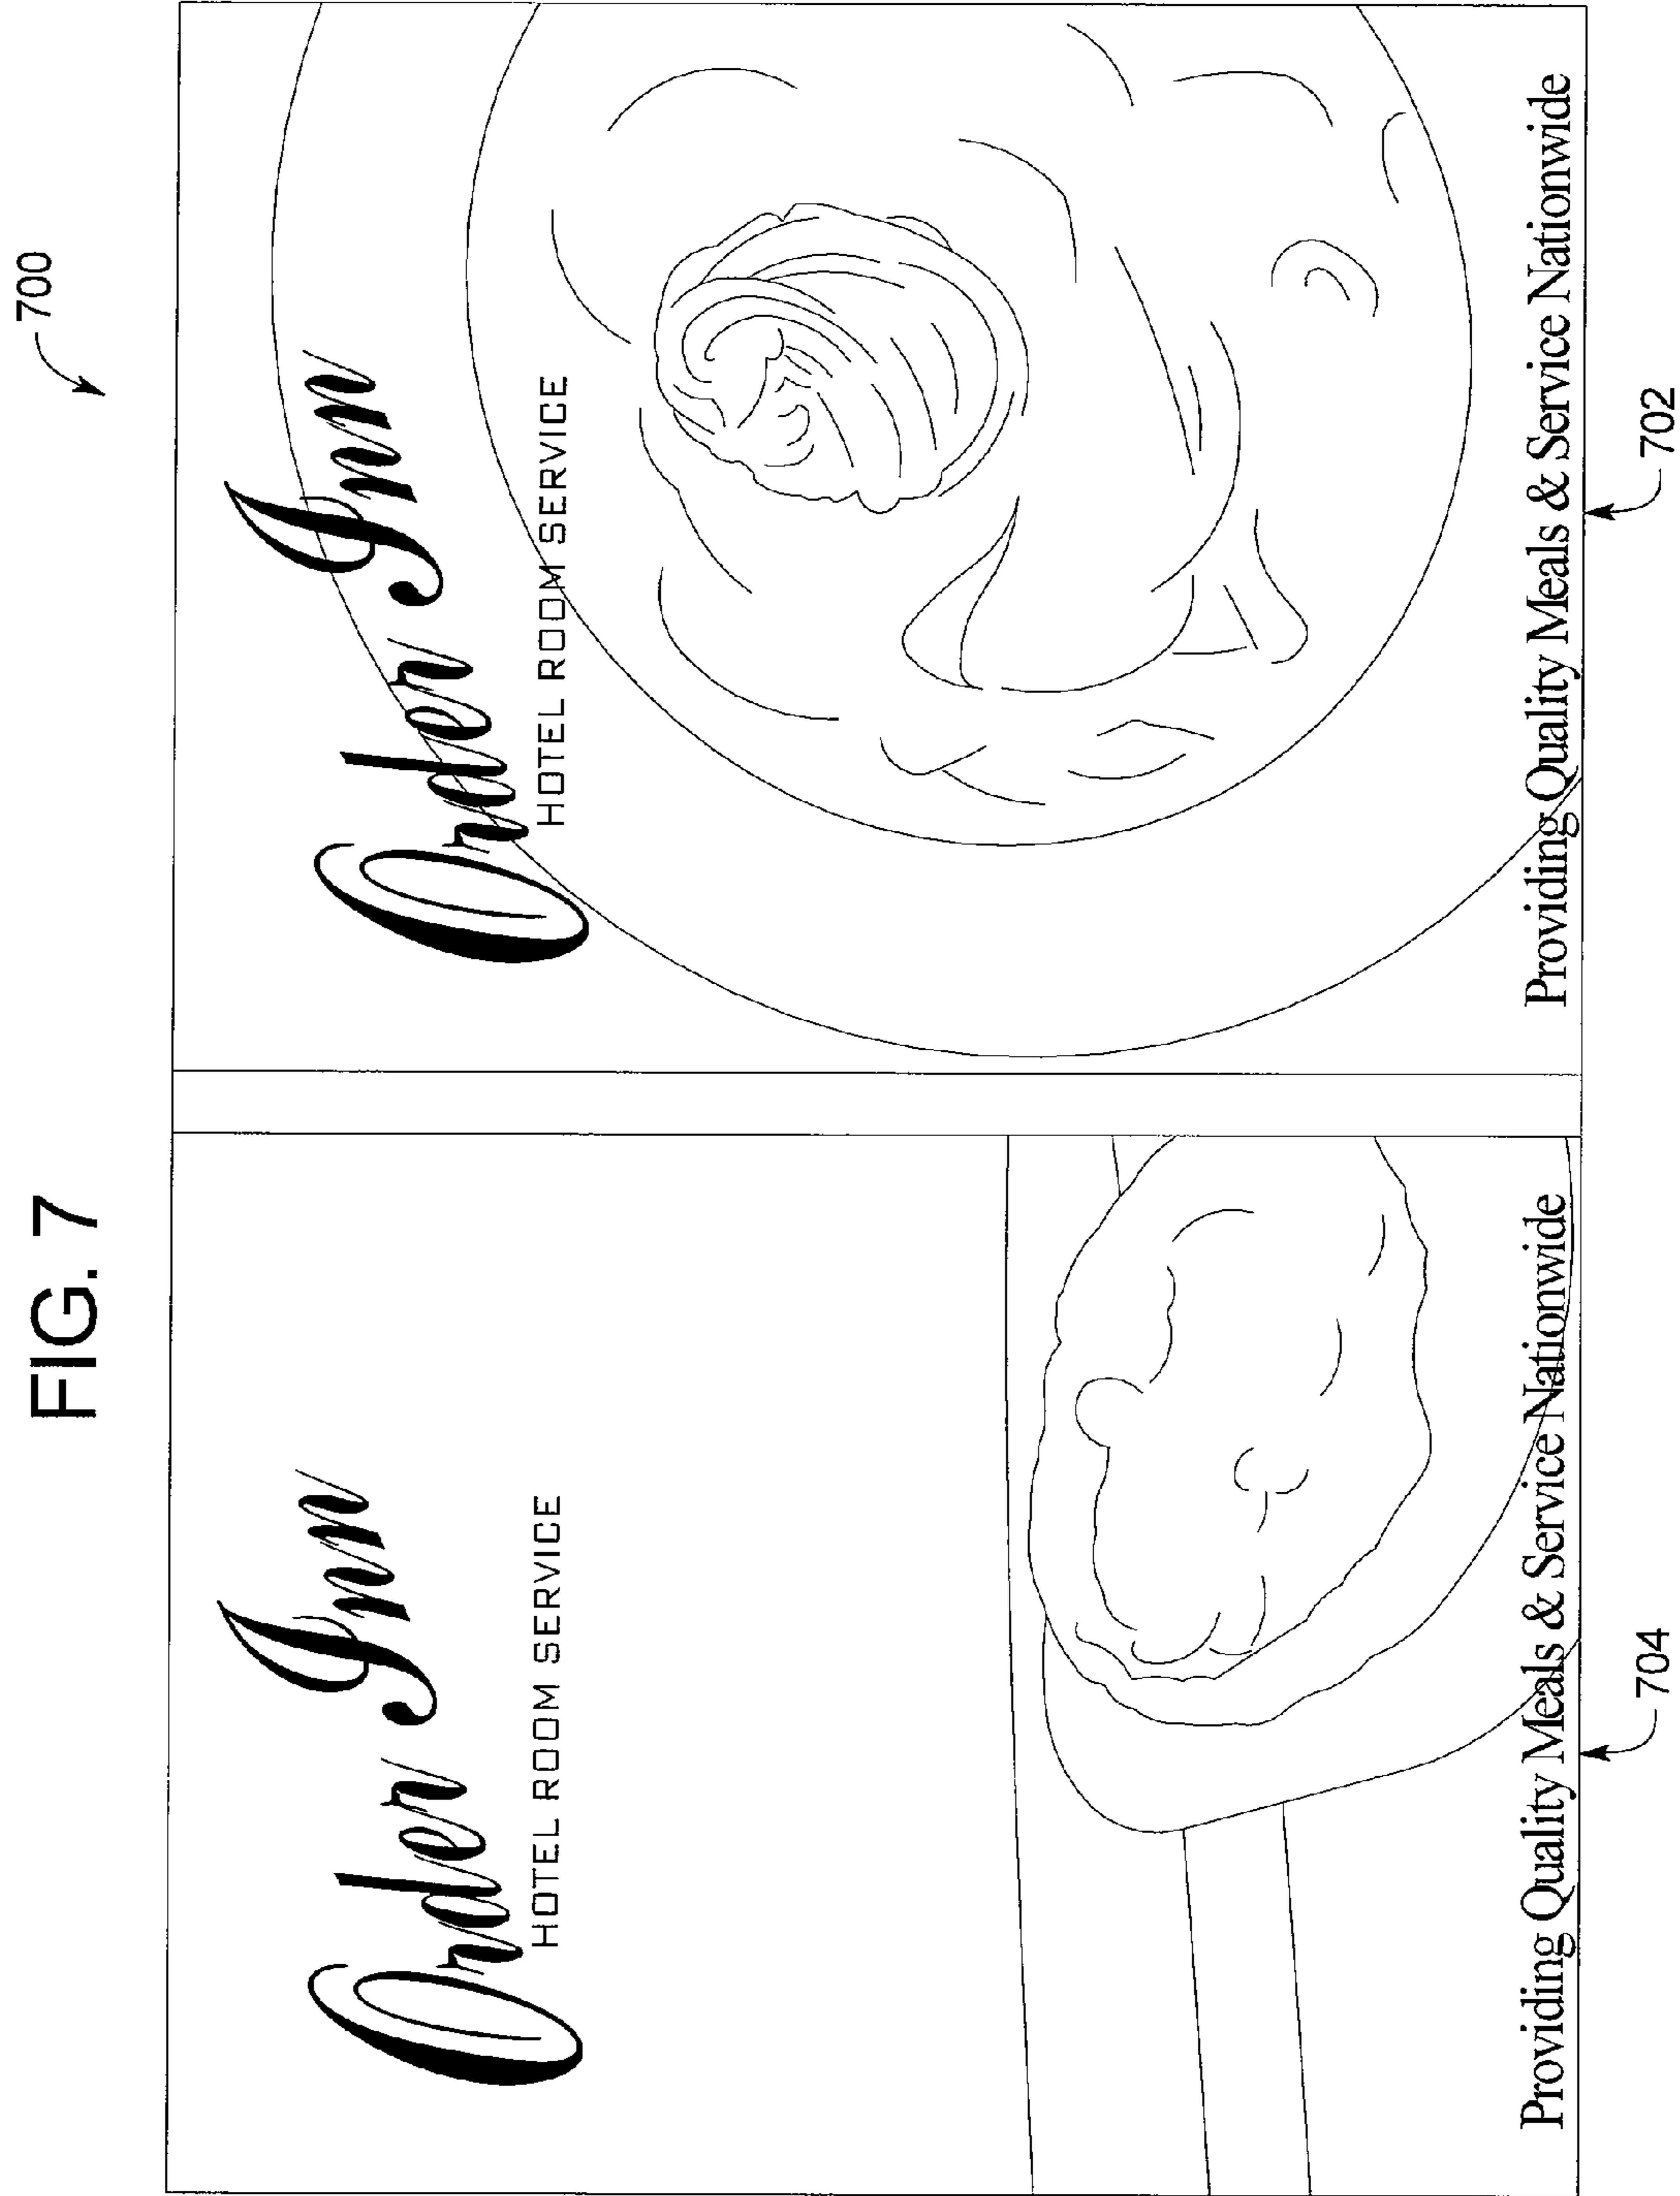 FIG. 7
700
Order Inn
HOTEL ROOM SERVICE
Providing Quality Meals & Service Nationwide
704
Order Inn
HOTEL ROOM SERVICE
Providing Quality Meals & Service Nationwide
702